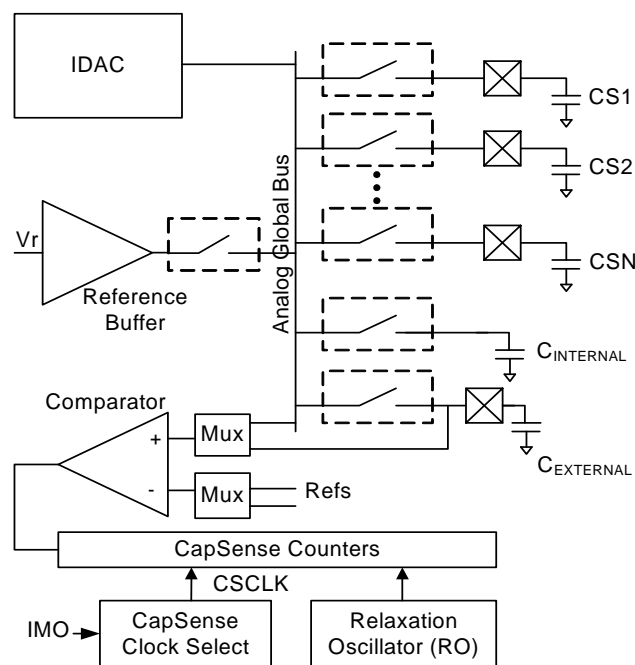 IDAC
CS1
CS2
Vr
Reference
Buffer
Analog Global Bus
CSN
CINTERNAL
Comparator
+
Mux
CEXTERNAL
-
Mux
Refs
CapSense Counters
CSCLK
IMO
CapSense
Clock Select
Relaxation
Oscillator (RO)